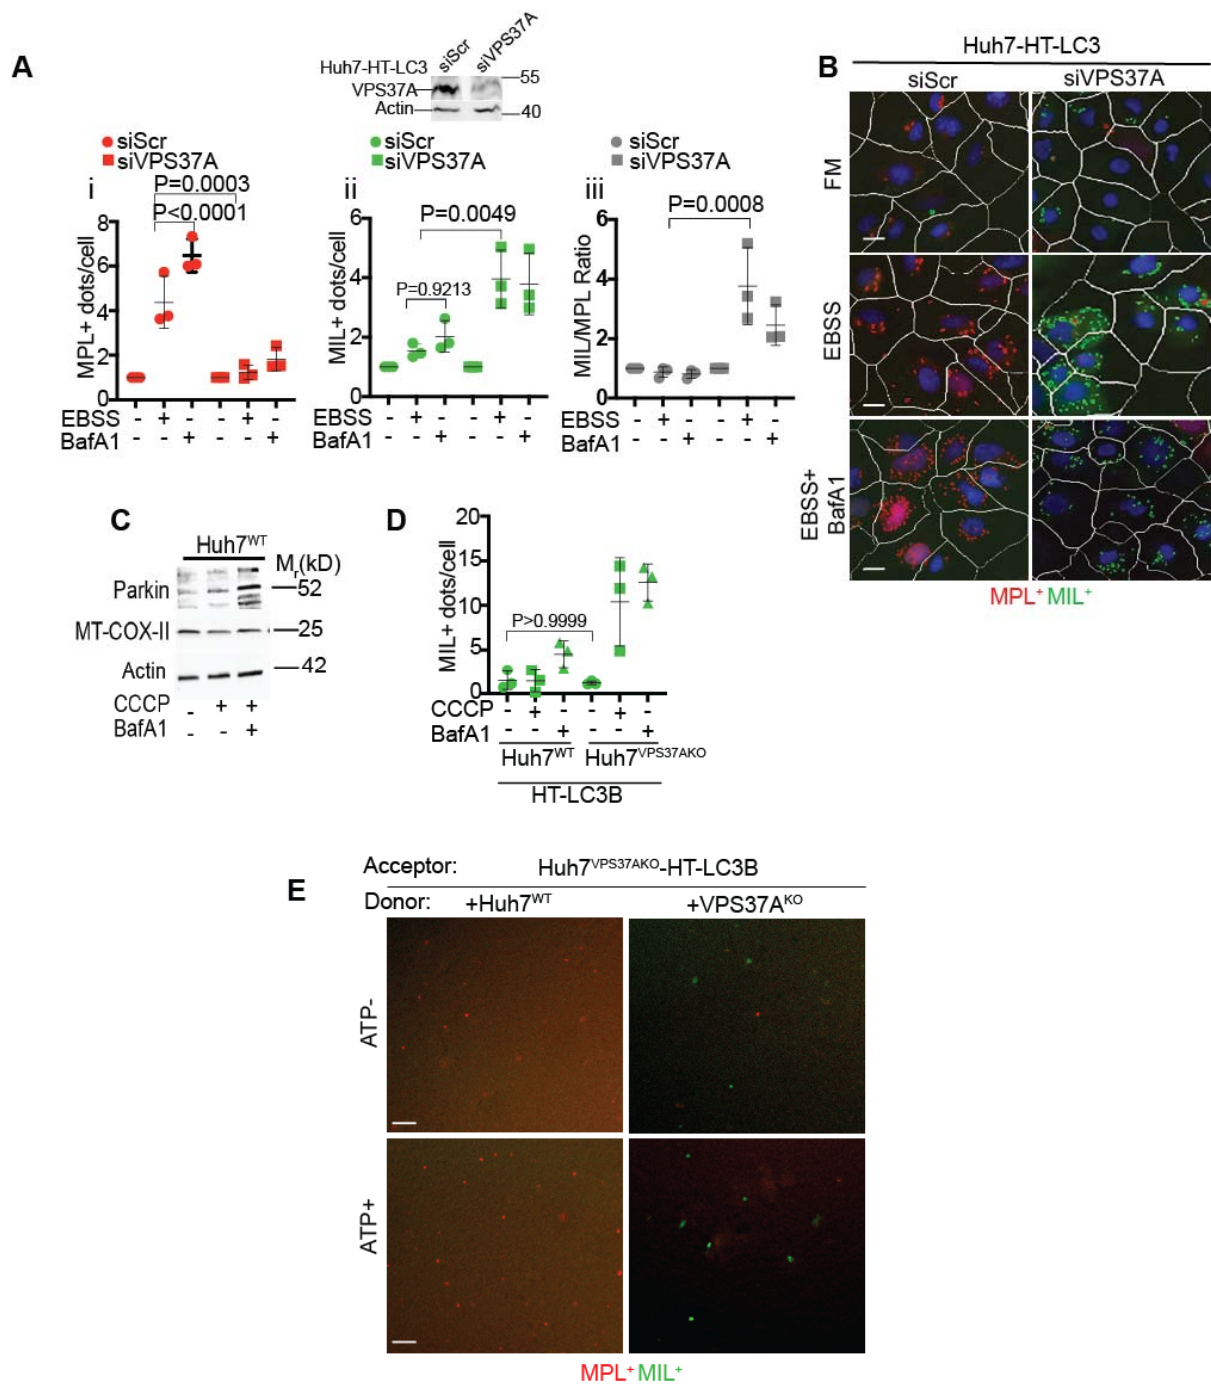 A
Huh7-HT-LC3
siScr
siVPS37A
VPS37A
Actin
55
40
siScr
siVPS37A
i
P=0.0003
P<0.0001
MPL+ dots/cell
8
6
4
2
0
EBSS - + - - + -
BafA1 - - + - - +
siScr
siVPS37A
ii
P=0.0049
P=0.9213
MIL+ dots/cell
6
4
2
0
EBSS - + - - + -
BafA1 - - + - - +
siScr
siVPS37A
iii
P=0.0008
MIL/MPL Ratio
6
4
2
0
EBSS - + - - + -
BafA1 - - + - - +
B
Huh7-HT-LC3
siScr siVPS37A
FM
EBSS
EBSS+
BafA1
MPL+ MIL+
C
Huh7WT
Mr(kD)
Parkin 52
MT-COX-II 25
Actin 42
CCCP - + +
BafA1 - - +
D
MIL+ dots/cell
20
15
10
5
0
P>0.9999
CCCP - + - - + -
BafA1 - - + - - +
Huh7WT Huh7VPS37AKO
HT-LC3B
E
Acceptor: Huh7VPS37AKO-HT-LC3B
Donor: +Huh7WT +VPS37AKO
ATP-
ATP+
MPL+ MIL+